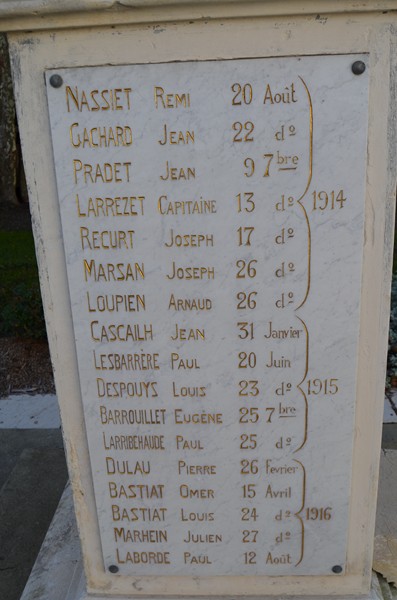 NASSIET REMI 20 Août
GACHARD JEAN 22 dº
PRADET JEAN 9 7bre
LARREZET CAPITAINE 13 dº 1914
RECURT JOSEPH 17 dº
MARSAN JOSEPH 26 dº
LOUPIEN ARNAUD 26 dº
CASCAILH JEAN 31 Janvier
LESBARRÈRE PAUL 20 Juin
DESPOUYS LOUIS 23 dº 1915
BARROUILLET EUGÈNE 25 7bre
LARRIBÈHAUDE PAUL 25 dº
DULAU PIERRE 26 Fevrier
BASTIAT OMER 15 Avril
BASTIAT LOUIS 24 dº 1916
MARHEIN JULIEN 27 dº
LABORDE PAUL 12 Août